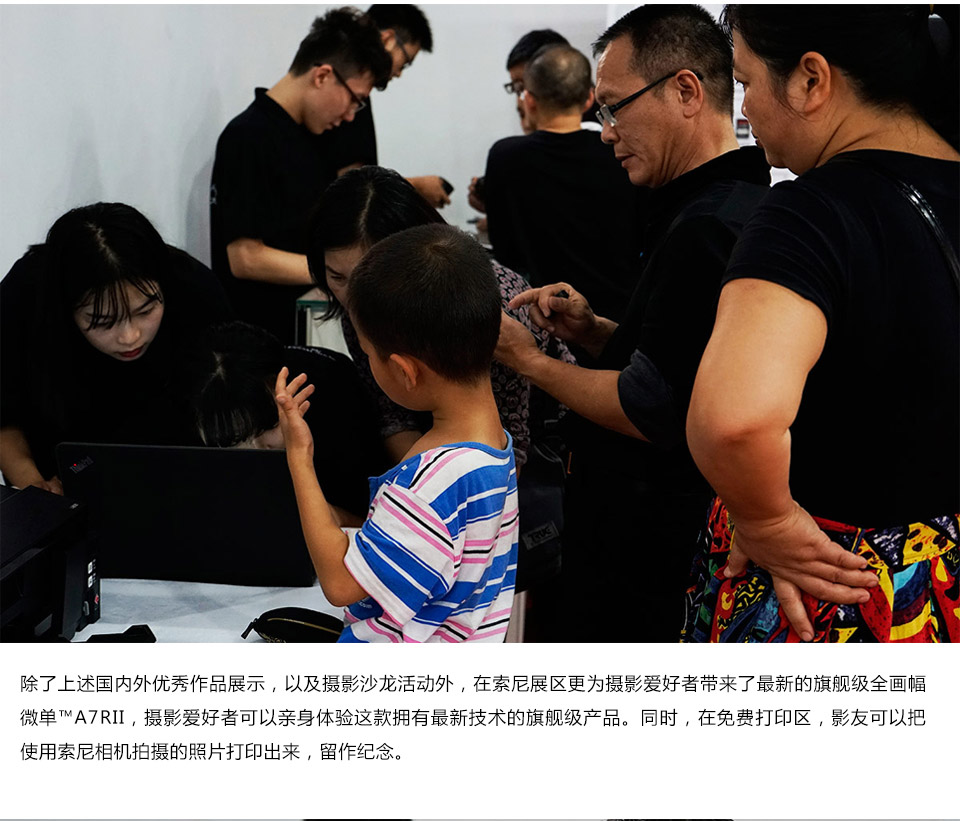 除了上述国内外优秀作品展示，以及摄影沙龙活动外，在索尼展区更为摄影爱好者带来了最新的旗舰级全画幅
微单™A7RII，摄影爱好者可以亲身体验这款拥有最新技术的旗舰级产品。同时，在免费打印区，影友可以把
使用索尼相机拍摄的照片打印出来，留作纪念。